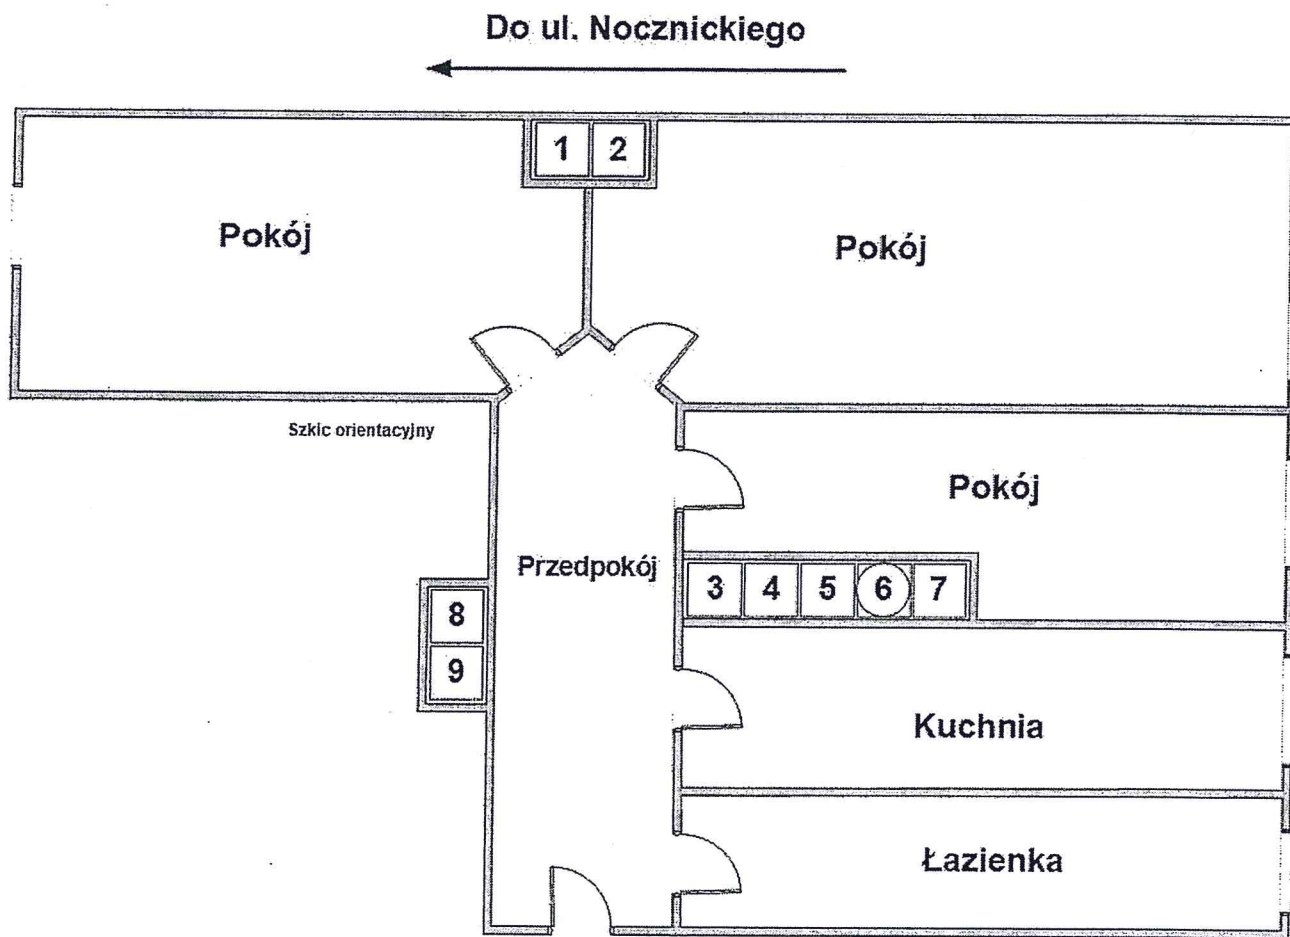 Do ul. Nocznickiego
1 2
Pokój
Pokój
Szkic orientacyjny
Pokój
Przedpokój
3 4 5 6 7
8
9
Kuchnia
Łazienka